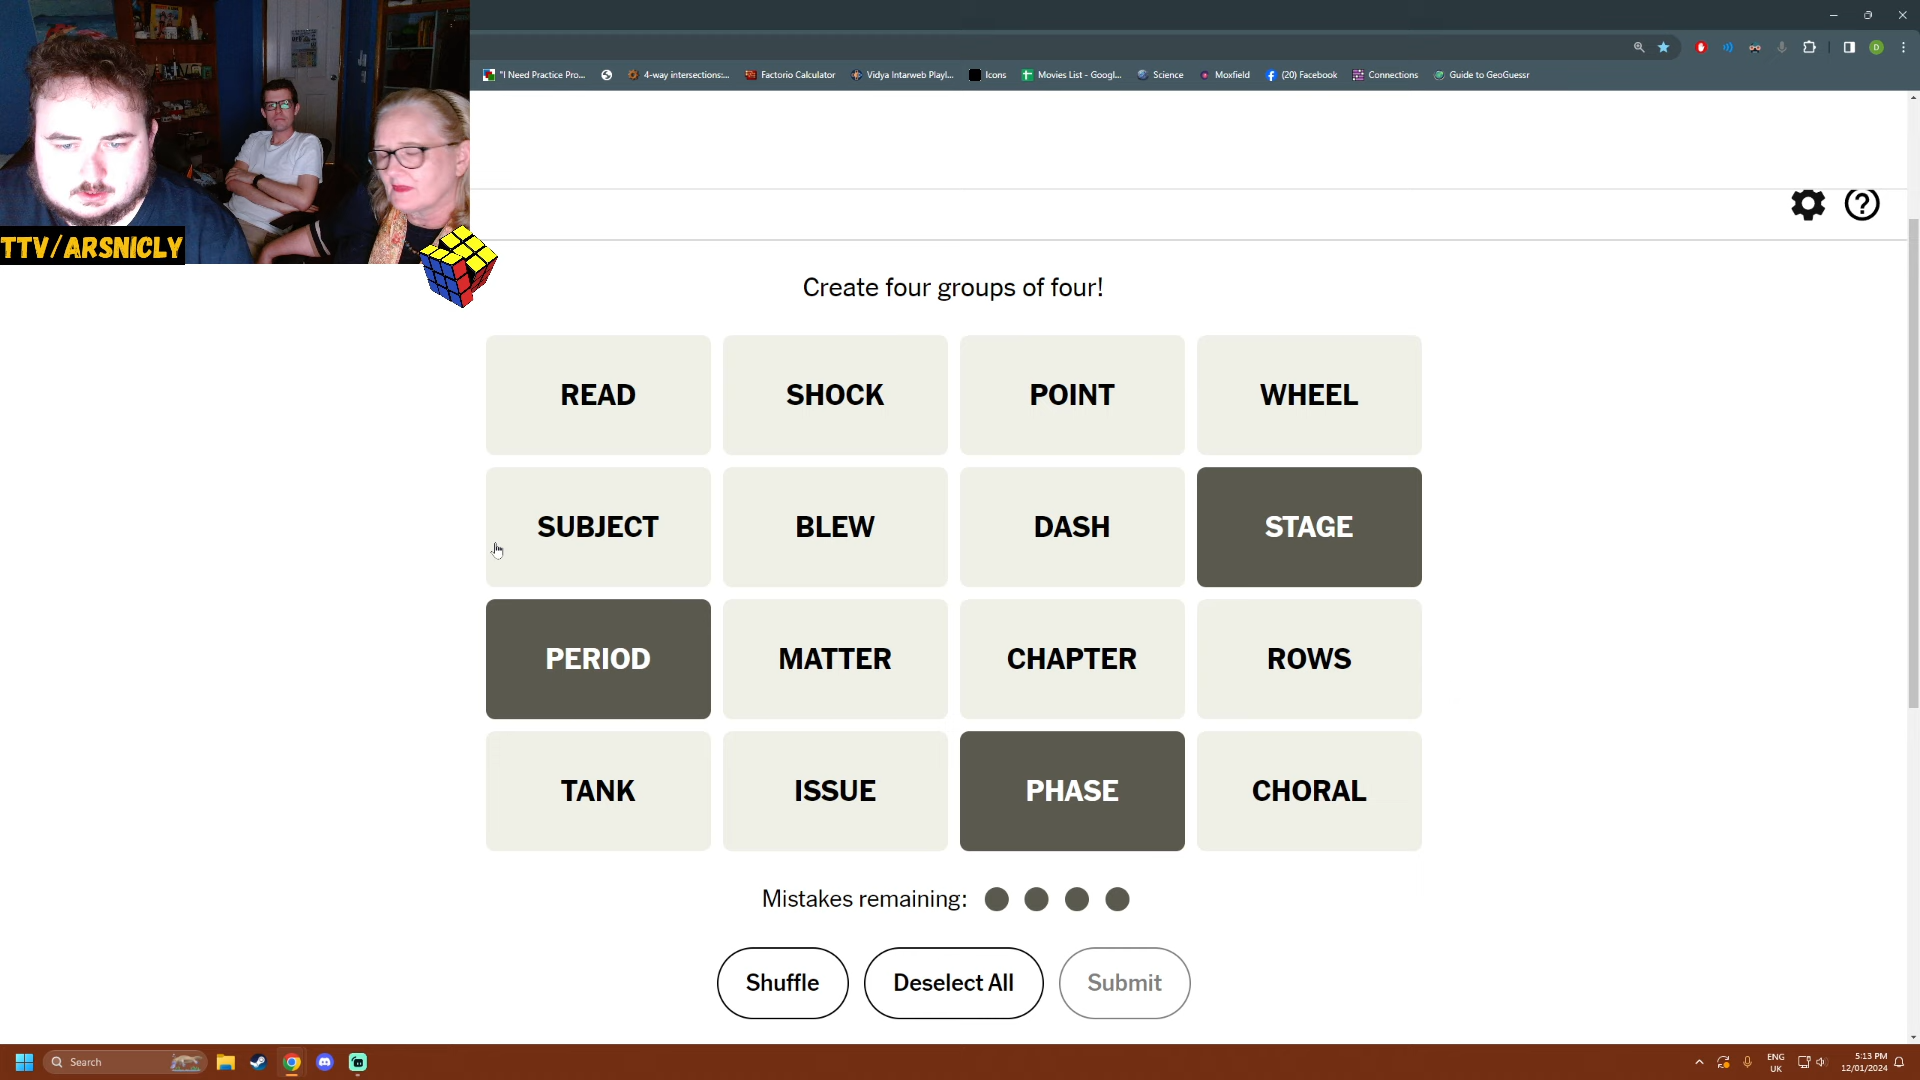 "I Need Practice Pro...
4-way intersections:...
Factorio Calculator
Vidya Intarweb Playl...
Icons
Movies List - Googl...
Science
Moxfield
(20) Facebook
Connections
Guide to GeoGuessr
D
TTV/ARSNICLY
Create four groups of four!
READ
SHOCK
POINT
WHEEL
SUBJECT
BLEW
DASH
STAGE
PERIOD
MATTER
CHAPTER
ROWS
TANK
ISSUE
PHASE
CHORAL
Mistakes remaining:
Shuffle
Deselect All
Submit
Search
ENG
UK
5:13 PM
12/01/2024